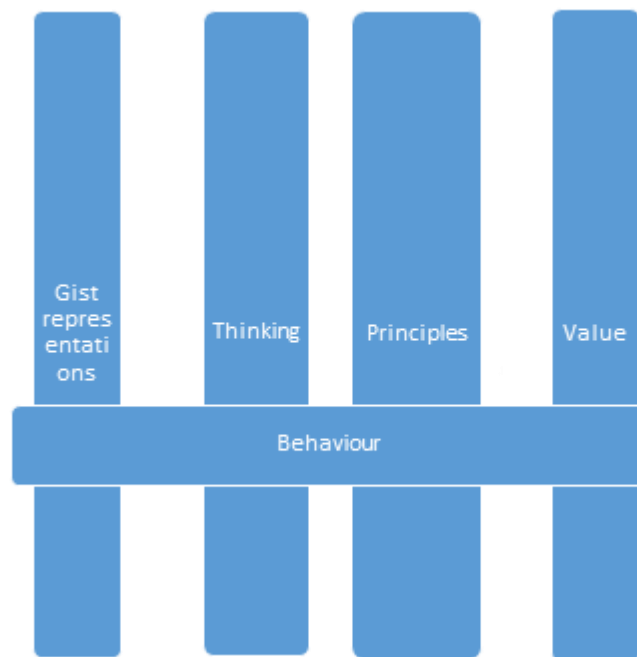 Gist
repres
entati
ons
Thinking
Principles
Value
Behaviour